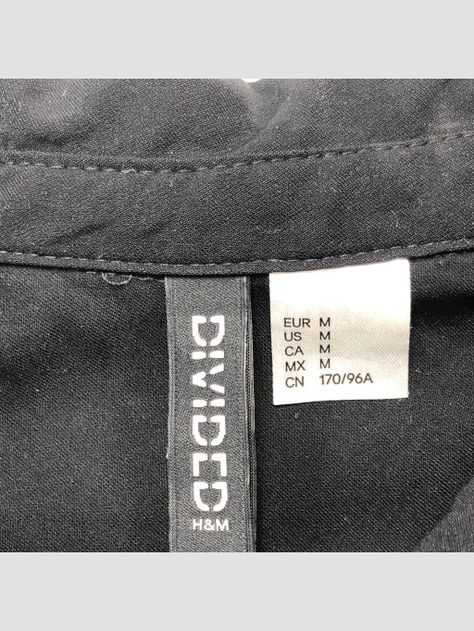 DIVIDED
H&M
EUR M
US M
CA M
MX M
CN 170/96A